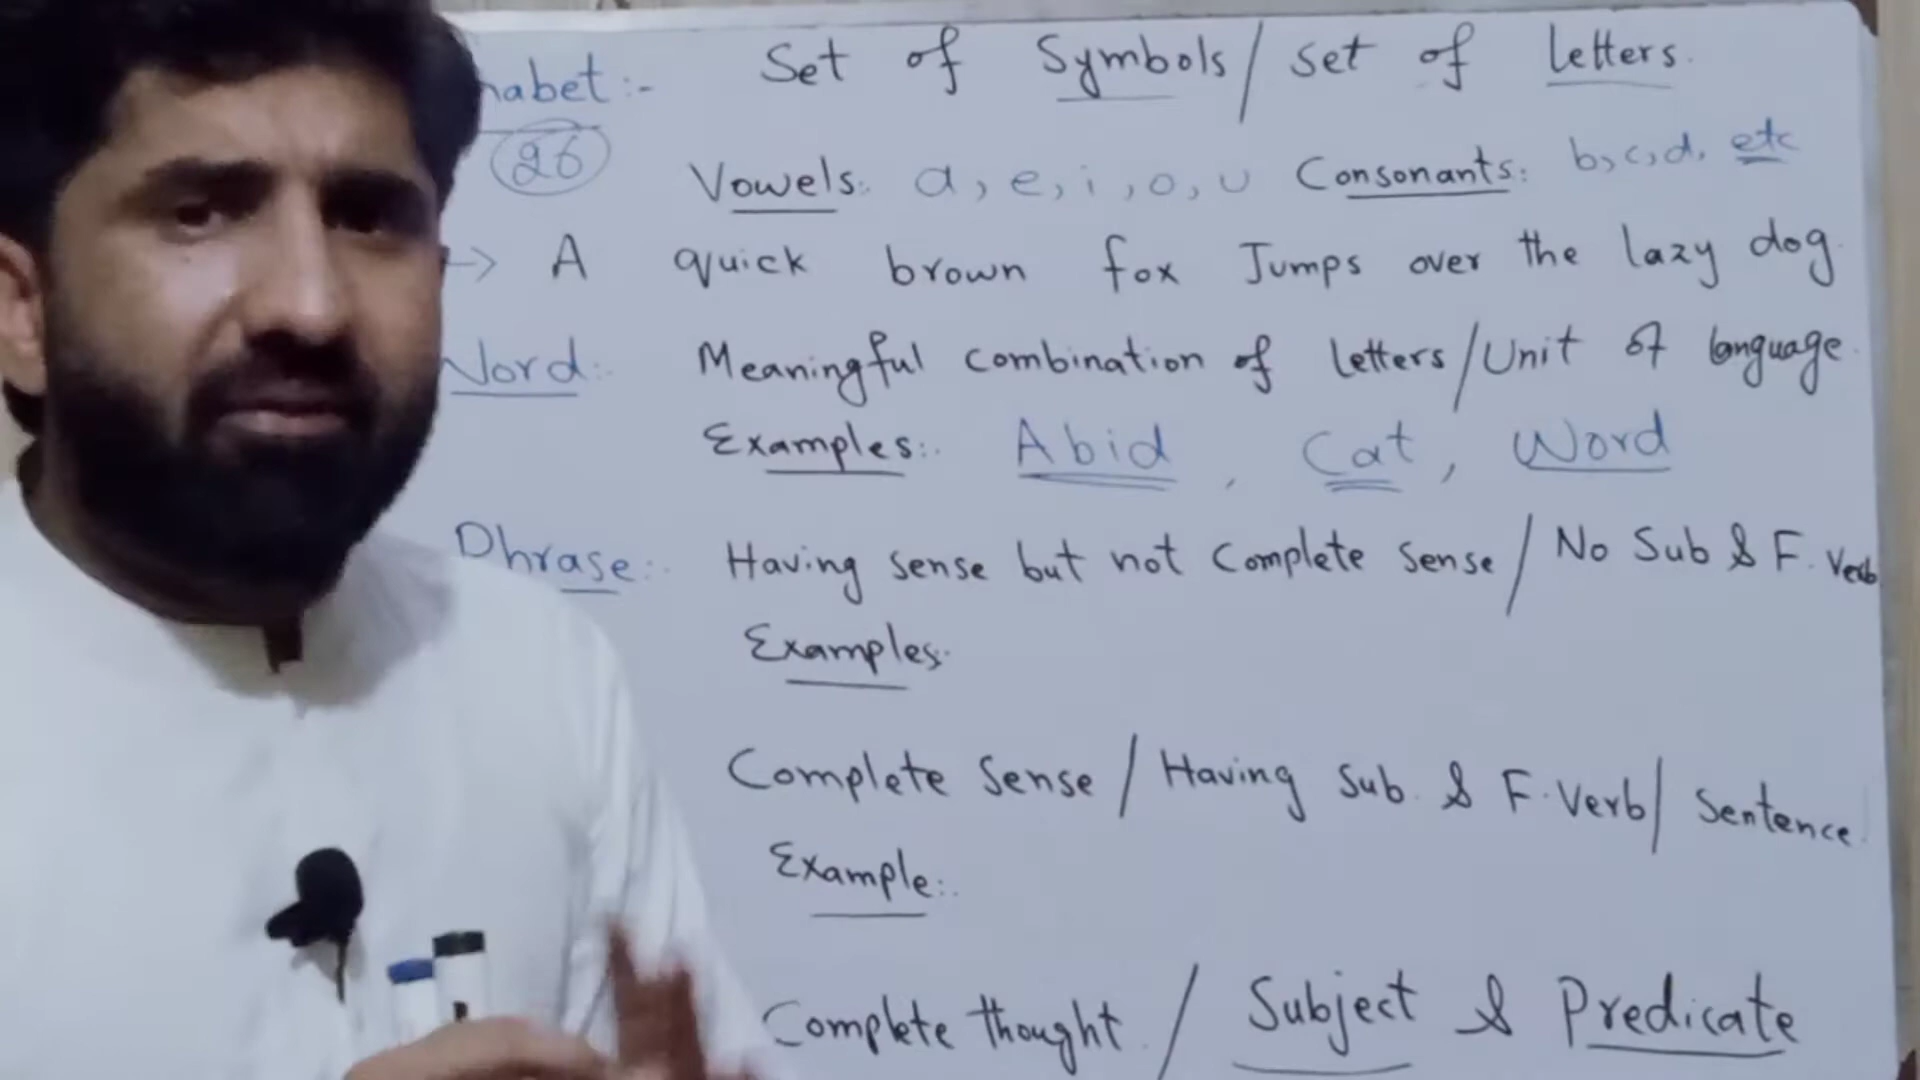 habet:- Set of Symbols/ set of letters.
26 Vowels: a, e, i, o, u Consonants: b, c, d, etc
→ A quick brown fox Jumps over the lazy dog.
Word: Meaningful combination of letters/Unit of language.
Examples: Abid, Cat, Word
Phrase: Having sense but not Complete Sense / No Sub & F. Verb
Examples:
Complete Sense / Having Sub. & F. Verb/ Sentence.
Example:
Complete thought / Subject & Predicate